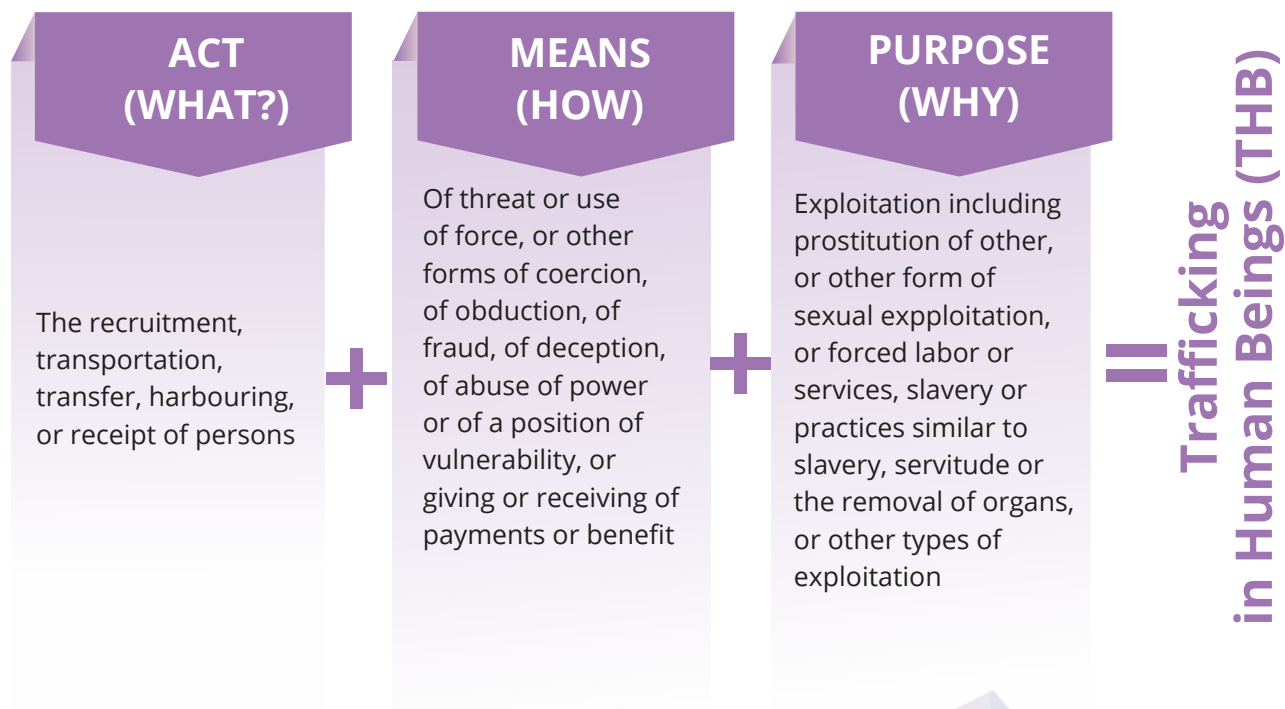 ACT
(WHAT?)
The recruitment,
transportation,
transfer, harbouring,
or receipt of persons
+
MEANS
(HOW)
Of threat or use
of force, or other
forms of coercion,
of obduction, of
fraud, of deception,
of abuse of power
or of a position of
vulnerability, or
giving or receiving of
payments or benefit
+
PURPOSE
(WHY)
Exploitation including
prostitution of other,
or other form of
sexual expploitation,
or forced labor or
services, slavery or
practices similar to
slavery, servitude or
the removal of organs,
or other types of
exploitation
=
Trafficking
in Human Beings (THB)